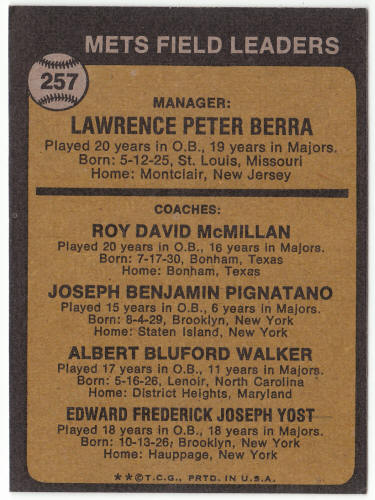 METS FIELD LEADERS
257
MANAGER:
LAWRENCE PETER BERRA
Played 20 years in O.B., 19 years in Majors.
Born: 5-12-25, St. Louis, Missouri
Home: Montclair, New Jersey
COACHES:
ROY DAVID McMILLAN
Played 20 years in O.B., 16 years in Majors.
Born: 7-17-30, Bonham, Texas
Home: Bonham, Texas
JOSEPH BENJAMIN PIGNATANO
Played 15 years in O.B., 6 years in Majors.
Born: 8-4-29, Brooklyn, New York
Home: Staten Island, New York
ALBERT BLUFORD WALKER
Played 17 years in O.B., 11 years in Majors.
Born: 5-16-26, Lenoir, North Carolina
Home: District Heights, Maryland
EDWARD FREDERICK JOSEPH YOST
Played 18 years in O.B., 18 years in Majors.
Born: 10-13-26; Brooklyn, New York
Home: Hauppage, New York
**©T.C.G., PRTD. IN U.S.A.